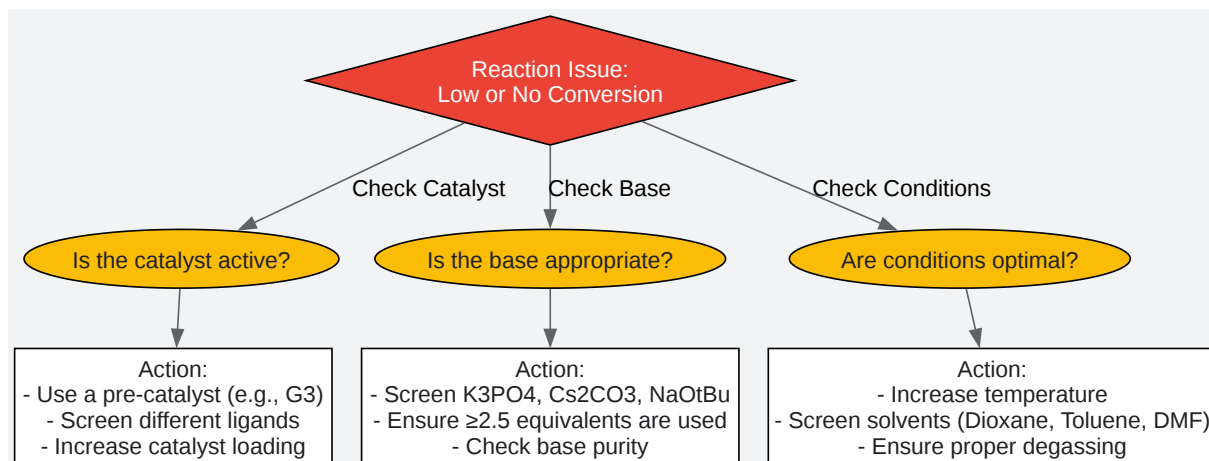 Reaction Issue:
Low or No Conversion
Check Catalyst
Check Base
Check Conditions
Is the catalyst active?
Is the base appropriate?
Are conditions optimal?
Action:
- Use a pre-catalyst (e.g., G3)
- Screen different ligands
- Increase catalyst loading
Action:
- Screen K3PO4, Cs2CO3, NaOtBu
- Ensure ≥2.5 equivalents are used
- Check base purity
Action:
- Increase temperature
- Screen solvents (Dioxane, Toluene, DMF)
- Ensure proper degassing